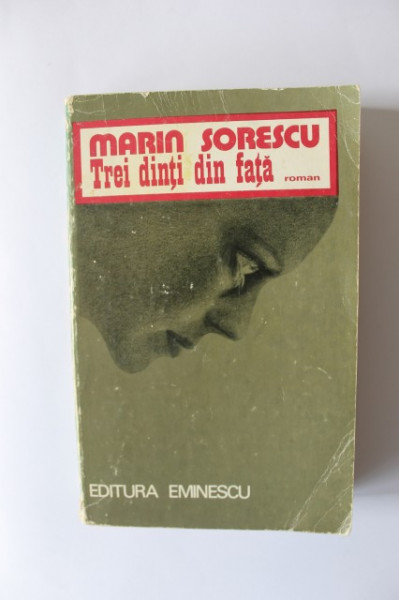 MARIN SORESCU
Trei dinți din față
roman
EDITURA EMINESCU